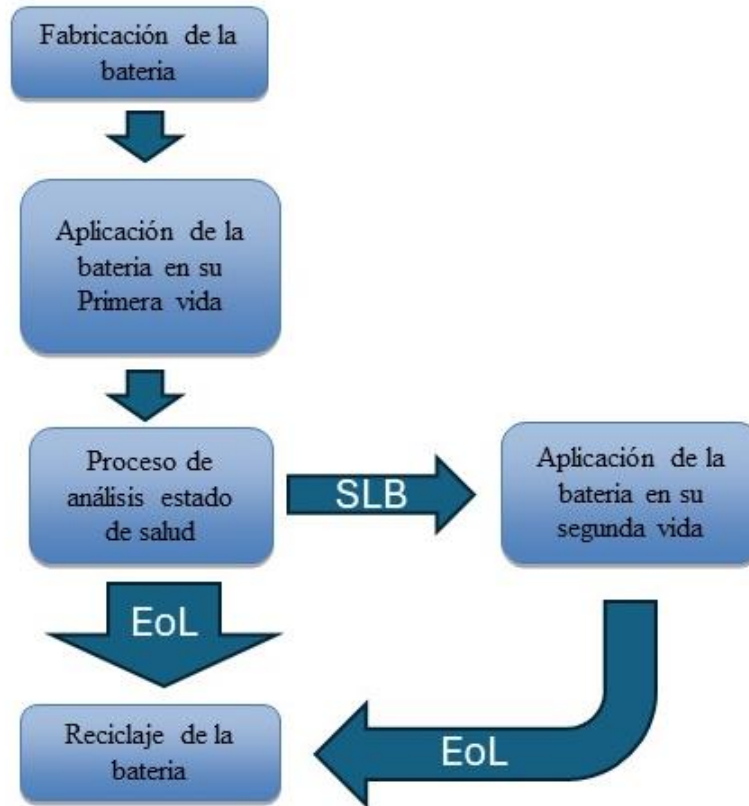 Fabricación de la
bateria
Aplicación de la
bateria en su
Primera vida
Proceso de
análisis estado
de salud
SLB
Aplicación de la
bateria en su
segunda vida
EoL
Reciclaje de la
bateria
EoL